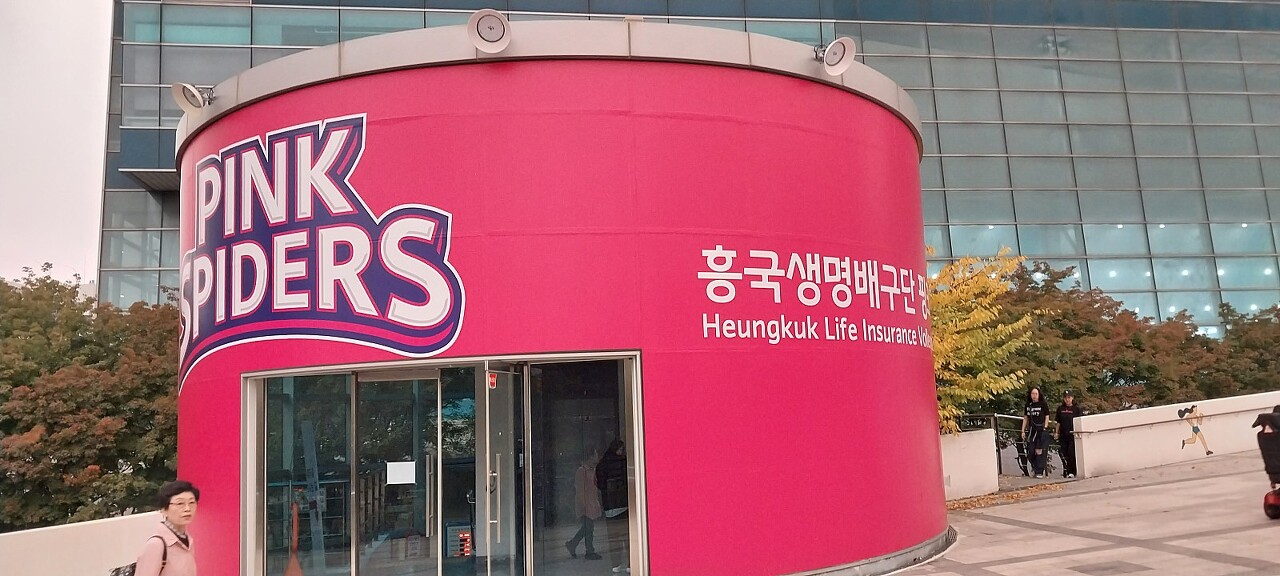 PINK
SPIDERS
흥국생명배구단
Heungkuk Life Insurance